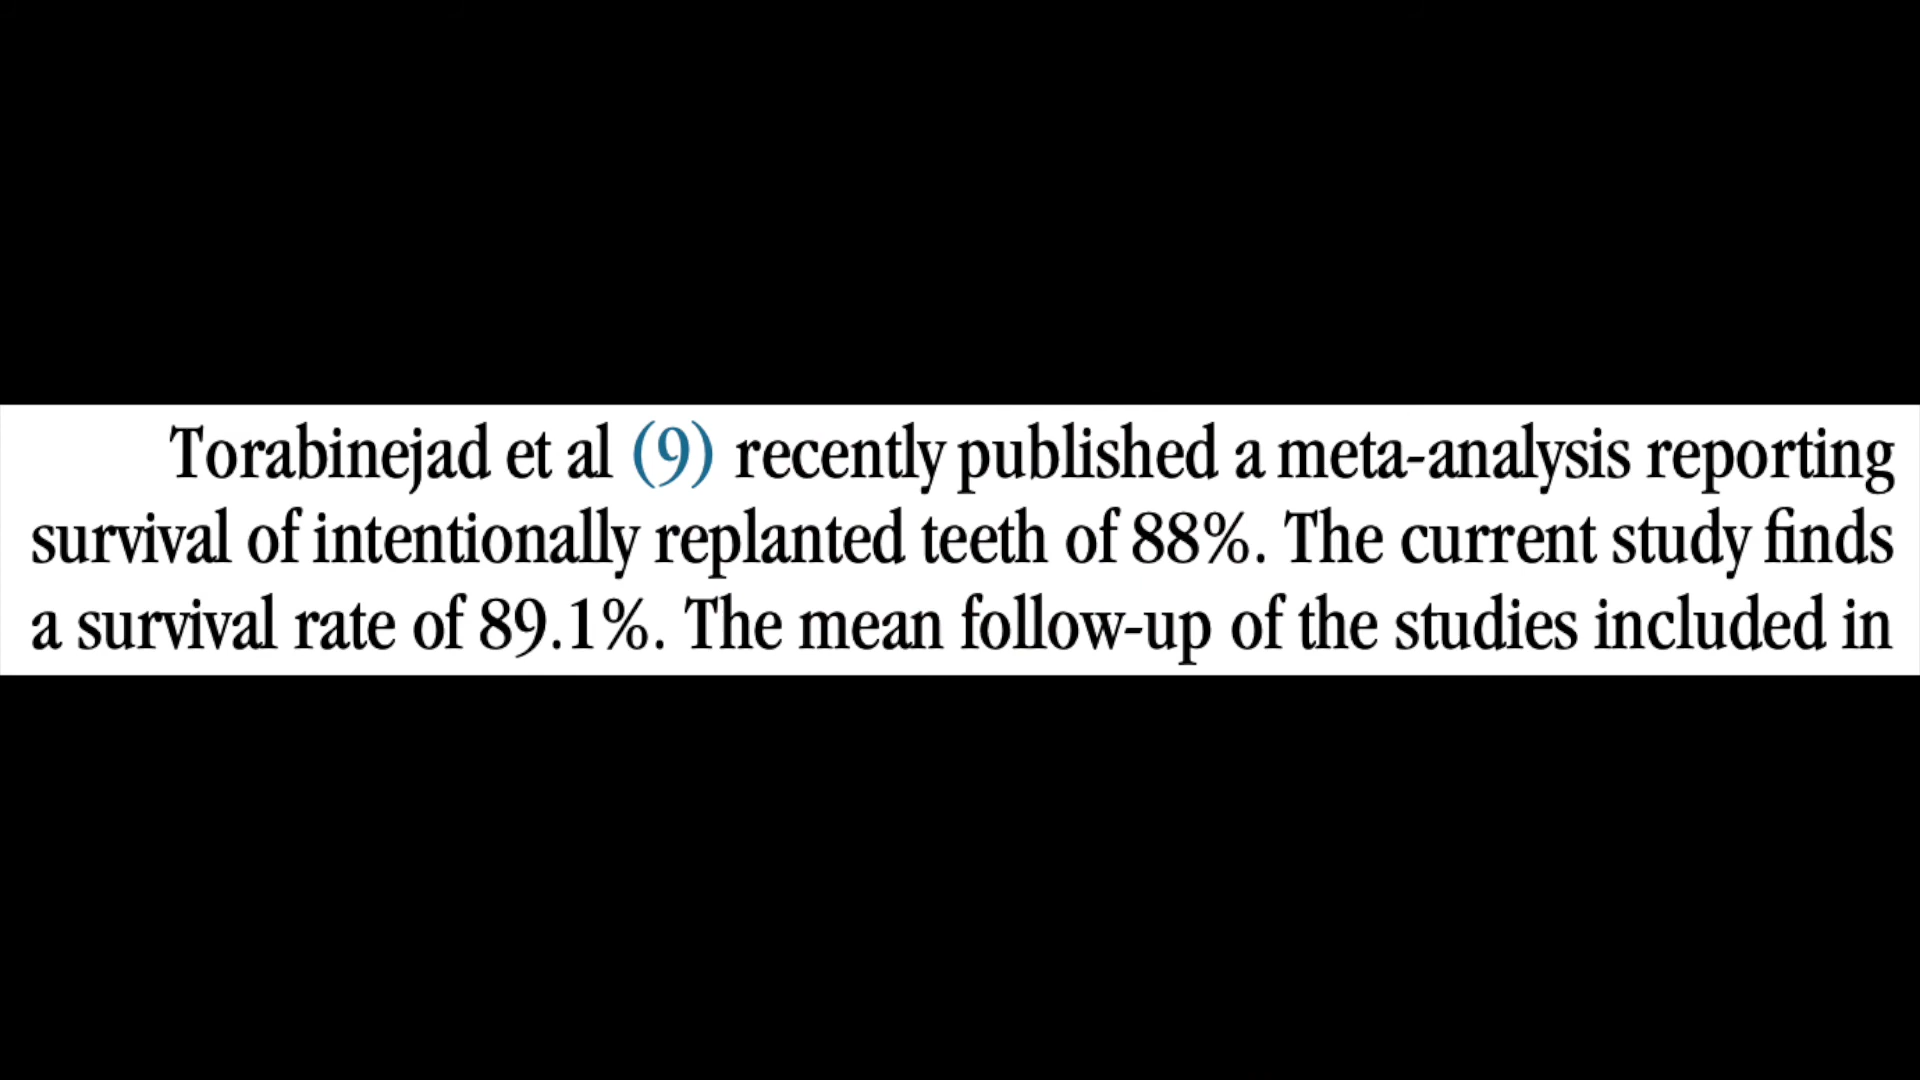 Torabinejad et al (9) recently published a meta-analysis reporting
survival of intentionally replanted teeth of 88%. The current study finds
a survival rate of 89.1%. The mean follow-up of the studies included in